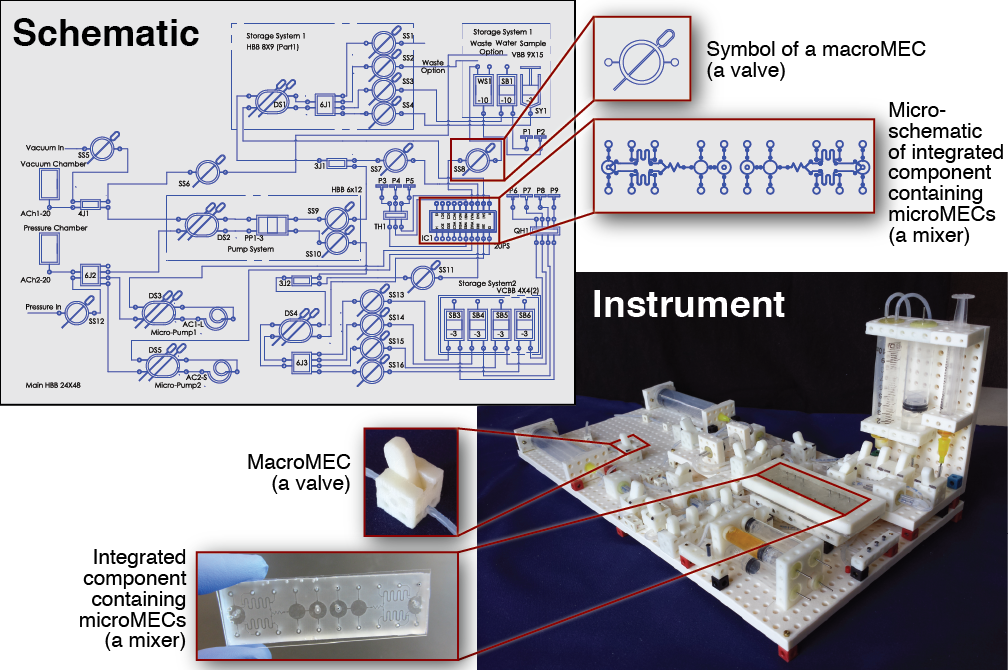 Schematic
Storage System 1
HBB 8X9 (Part1)
SS1
SS2
SS3
SS4
DS1
6J1
Waste
Option
Storage System 1
Waste Water Sample
Option
VBB 9X15
WS1
SB1
-10
-10
SY1
P1 P2
Vacuum In
SS5
Vacuum Chamber
ACh1-20
4J1
SS6
3J1
SS7
SS8
Pressure Chamber
ACh2-20
6J2
Pressure In
SS12
HBB 6x12
DS2
PP1-3
SS9
SS10
Pump System
P3 P4 P5
TH1
IC1
P6 P7 P8 P9
QH1
SS11
3J2
DS3
AC1-L
Micro-Pump1
DS5
AC2-S
Micro-Pump2
DS4
6J3
SS13
SS14
SS15
SS16
Storage System2
VCBB 4X4(2)
SB3
SB4
SB5
SB6
-3
-3
-3
-3
Main HBB 24X48
Symbol of a macroMEC
(a valve)
Micro-
schematic
of integrated
component
containing
microMECs
(a mixer)
Instrument
MacroMEC
(a valve)
Integrated
component
containing
microMECs
(a mixer)